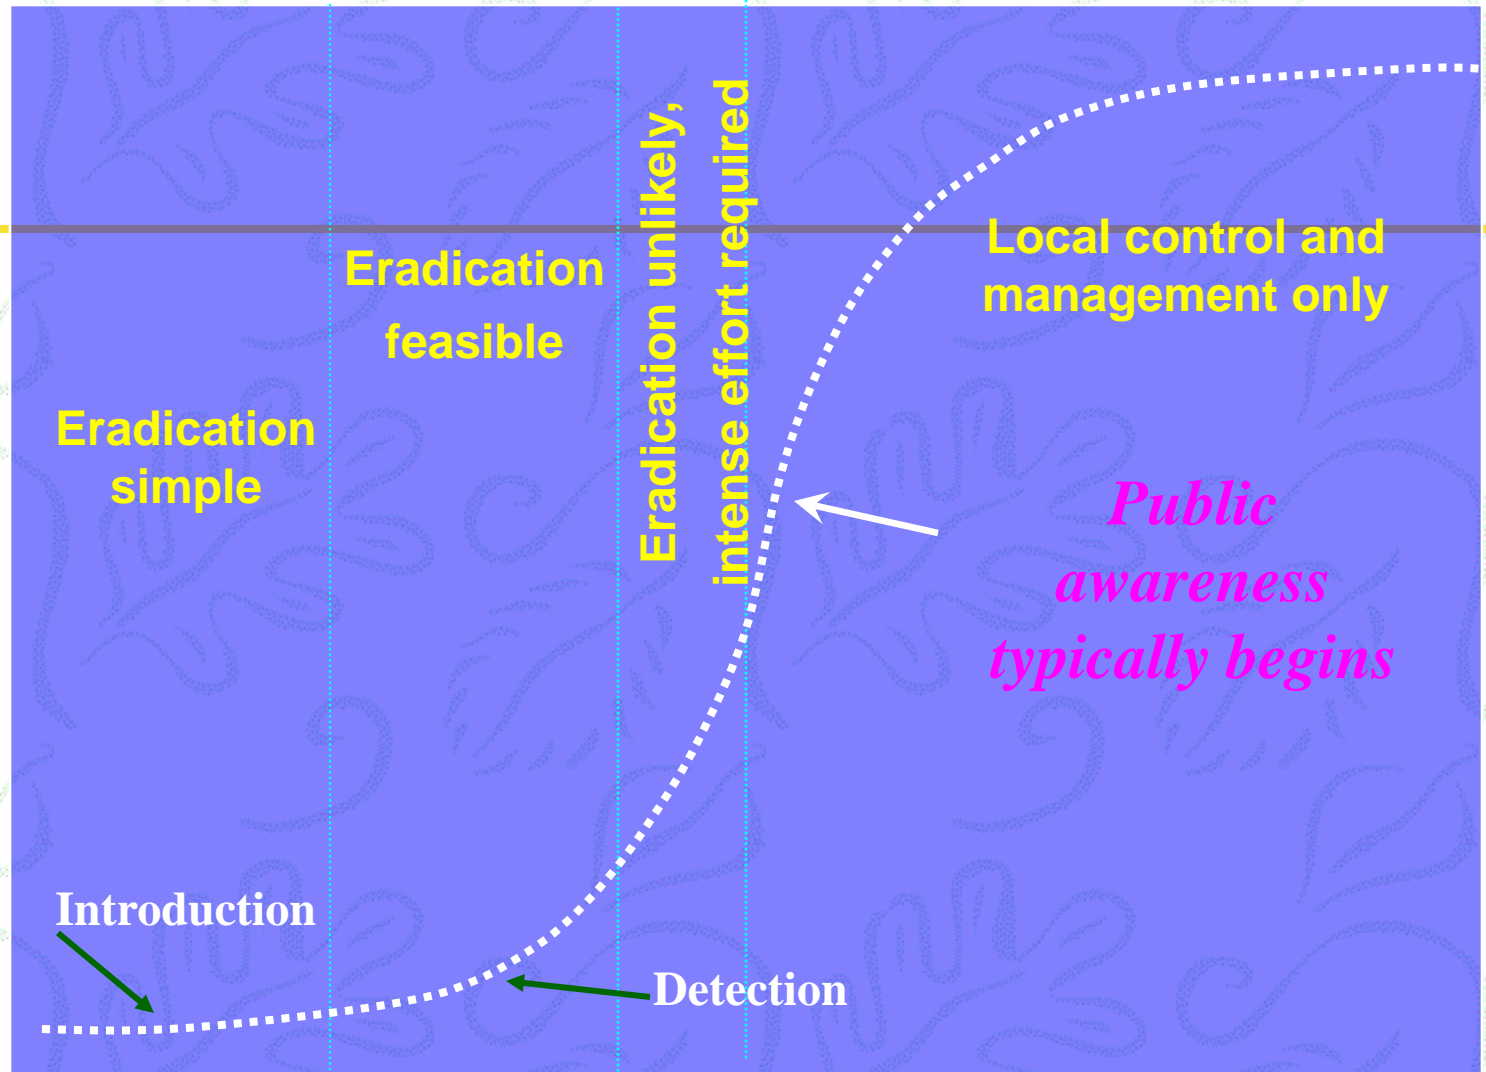 Eradication
simple
Eradication
feasible
Eradication unlikely,
intense effort required
Local control and
management only
Public
awareness
typically begins
Introduction
Detection